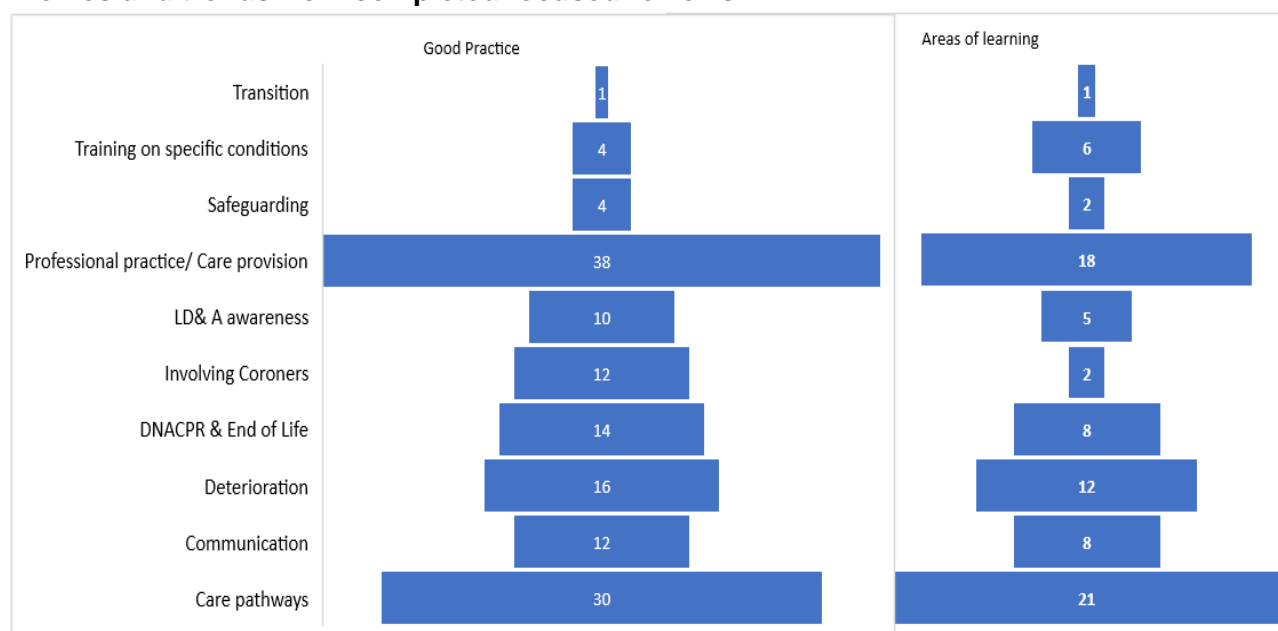 Good Practice
Areas of learning
Transition 1 1
Training on specific conditions 4 6
Safeguarding 4 2
Professional practice/ Care provision 38 18
LD& A awareness 10 5
Involving Coroners 12 2
DNACPR & End of Life 14 8
Deterioration 16 12
Communication 12 8
Care pathways 30 21